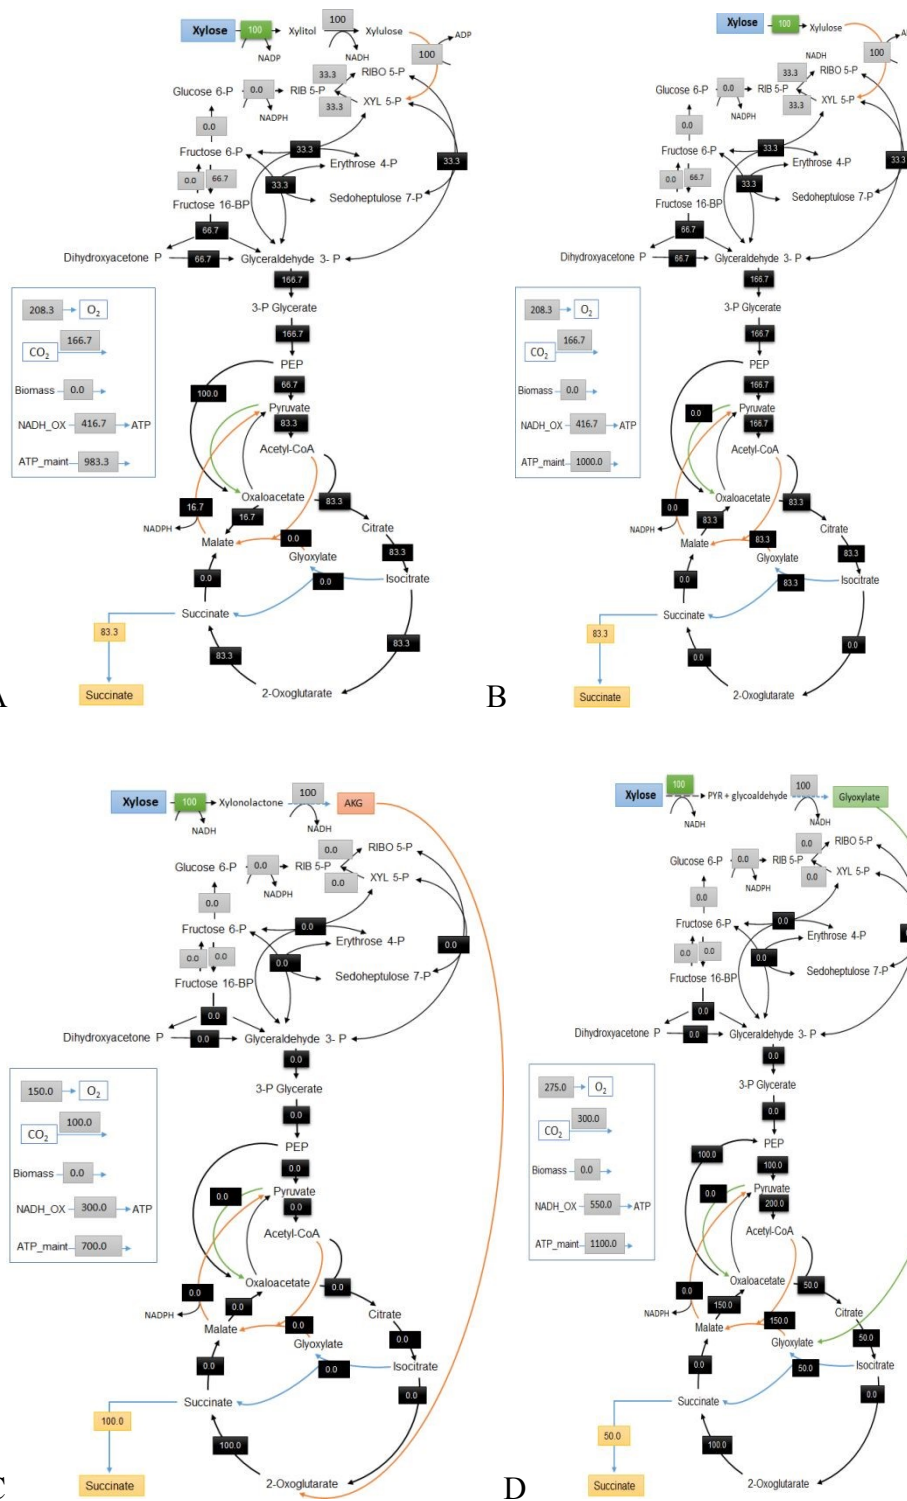 Xylose 100 Xylitol 100 Xylulose
NADP NADH ADP
100
Glucose 6-P 0.0 RIB 5-P 33.3 RIBO 5-P
NADPH 33.3 XYL 5-P
0.0
Fructose 6-P 33.3 Erythrose 4-P 33.3
0.0 66.7 33.3 Sedoheptulose 7-P
Fructose 16-BP
66.7
Dihydroxyacetone P 66.7 Glyceraldehyde 3- P
166.7
208.3 O2
3-P Glycerate
CO2 166.7
166.7
PEP
Biomass 0.0
100.0 66.7
Pyruvate
NADH_OX 416.7 ATP
83.3
Acetyl-CoA
ATP_maint 983.3
Oxaloacetate 83.3
16.7 16.7 Citrate
NADPH
Malate 0.0 83.3
Glyoxylate
0.0 0.0 Isocitrate
Succinate
83.3 83.3 83.3
2-Oxoglutarate
Succinate
Xylose 100 Xylulose
100
NADH
Glucose 6-P 0.0 RIB 5-P 33.3 RIBO 5-P
NADPH 33.3 XYL 5-P
0.0
Fructose 6-P 33.3 Erythrose 4-P 33.3
0.0 66.7 33.3 Sedoheptulose 7-P
Fructose 16-BP
66.7
Dihydroxyacetone P 66.7 Glyceraldehyde 3- P
166.7
208.3 O2
3-P Glycerate
CO2 166.7
166.7
PEP
Biomass 0.0
166.7
0.0 Pyruvate
NADH_OX 416.7 ATP
166.7
Acetyl-CoA
ATP_maint 1000.0
Oxaloacetate 83.3
0.0 83.3 Citrate
NADPH
Malate 83.3 83.3
Glyoxylate
0.0 83.3 Isocitrate
Succinate
83.3 0.0 0.0
2-Oxoglutarate
B
Succinate
Xylose 100 Xylonolactone 100 AKG
NADH NADH
Glucose 6-P 0.0 RIB 5-P 0.0 RIBO 5-P
NADPH 0.0 XYL 5-P
0.0
Fructose 6-P 0.0 Erythrose 4-P 0.0
0.0 0.0 0.0 Sedoheptulose 7-P
Fructose 16-BP
0.0
Dihydroxyacetone P 0.0 Glyceraldehyde 3- P
0.0
150.0 O2
3-P Glycerate
CO2 100.0
0.0
PEP
Biomass 0.0
0.0
0.0 Pyruvate
NADH_OX 300.0 ATP
0.0
Acetyl-CoA
ATP_maint 700.0
Oxaloacetate 0.0
0.0 0.0 Citrate
NADPH
Malate 0.0 0.0
Glyoxylate
0.0 0.0 Isocitrate
0.0
Succinate
100.0 100.0
2-Oxoglutarate
Succinate
Xylose 100 PYR + glycoaldehyde 100 Glyoxylate
NADH NADH
Glucose 6-P 0.0 RIB 5-P 0.0 RIBO 5-P
NADPH 0.0 XYL 5-P
0.0
Fructose 6-P 0.0 Erythrose 4-P
0.0 0.0 0.0 Sedoheptulose 7-P
Fructose 16-BP
0.0
Dihydroxyacetone P 0.0 Glyceraldehyde 3- P
0.0
275.0 O2
3-P Glycerate
CO2 300.0
0.0
PEP
100.0
Biomass 0.0
100.0
0.0 Pyruvate
NADH_OX 550.0 ATP
200.0
Acetyl-CoA
ATP_maint 1100.0
Oxaloacetate 50.0
0.0 150.0 Citrate
NADPH
Malate 150.0 50.0
Glyoxylate
0.0 50.0 Isocitrate
0.0
Succinate
50.0 100.0
2-Oxoglutarate
D
Succinate